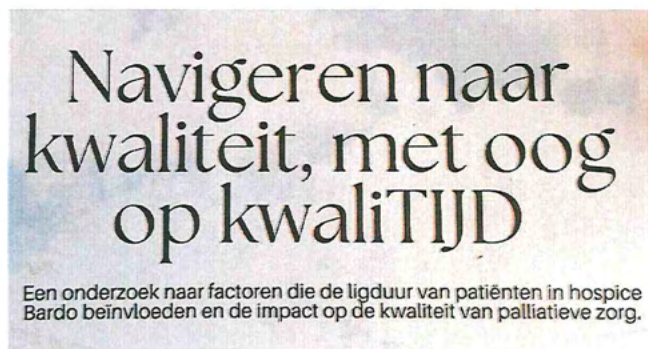 Navigeren naar
kwaliteit, met oog
op kwaliTIJD
Een onderzoek naar factoren die de ligduur van patiënten in hospice
Bardo beïnvloeden en de impact op de kwaliteit van palliatieve zorg.